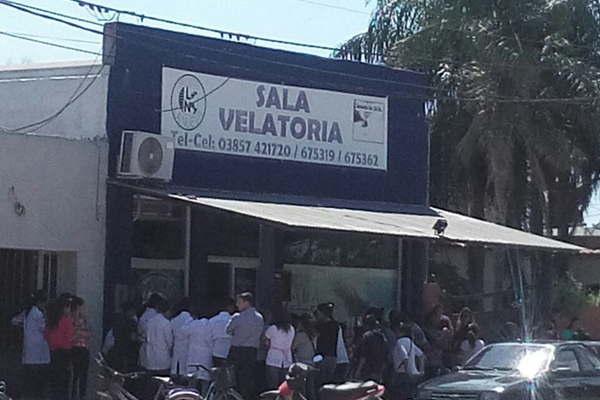 SALA
VELATORIA
Tel-Cel: 03857 421720 / 675319 / 675362